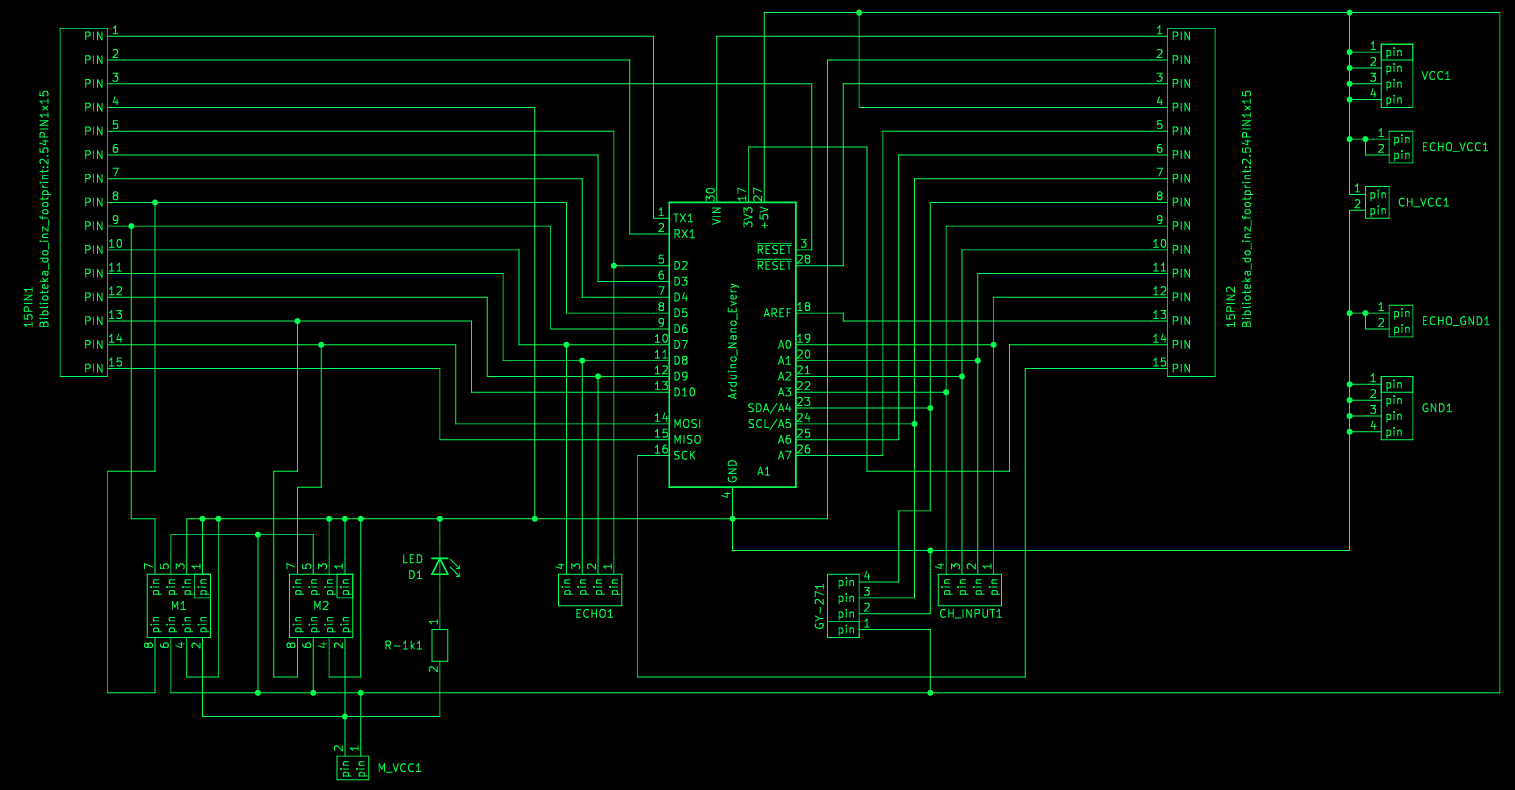 1 PIN
2 PIN
3 PIN
4 PIN
5 PIN
6 PIN
7 PIN
8 PIN
9 PIN
10 PIN
11 PIN
12 PIN
13 PIN
14 PIN
15 PIN
15PIN1
Biblioteka_do_inz_footprint:2.54PIN1x15
30 VIN
17 3V3
27 +5V
1 TX1
2 RX1
5 D2
6 D3
7 D4
8 D5
9 D6
10 D7
11 D8
12 D9
13 D10
14 MOSI
15 MISO
16 SCK
RESET 3
RESET 28
AREF 18
A0 19
A1 20
A2 21
A3 22
SDA/A4 23
SCL/A5 24
A6 25
A7 26
GND 4
A1
Arduino_Nano_Every
1 PIN
2 PIN
3 PIN
4 PIN
5 PIN
6 PIN
7 PIN
8 PIN
9 PIN
10 PIN
11 PIN
12 PIN
13 PIN
14 PIN
15 PIN
15PIN2
Biblioteka_do_inz_footprint:2.54PIN1x15
1 pin
2 pin
3 pin
4 pin
VCC1
1 pin
2 pin
ECHO_VCC1
1 pin
2 pin
CH_VCC1
1 pin
2 pin
ECHO_GND1
1 pin
2 pin
3 pin
4 pin
GND1
7 5 3 1
pin pin pin pin
M1
pin pin pin pin
8 6 4 2
7 5 3 1
pin pin pin pin
M2
pin pin pin pin
8 6 4 2
LED
D1
1
R-1k1
2
4 3 2 1
pin pin pin pin
ECHO1
GY-271
pin 4
pin 3
pin 2
pin 1
4 3 2 1
pin pin pin pin
CH_INPUT1
2 1
pin pin
M_VCC1